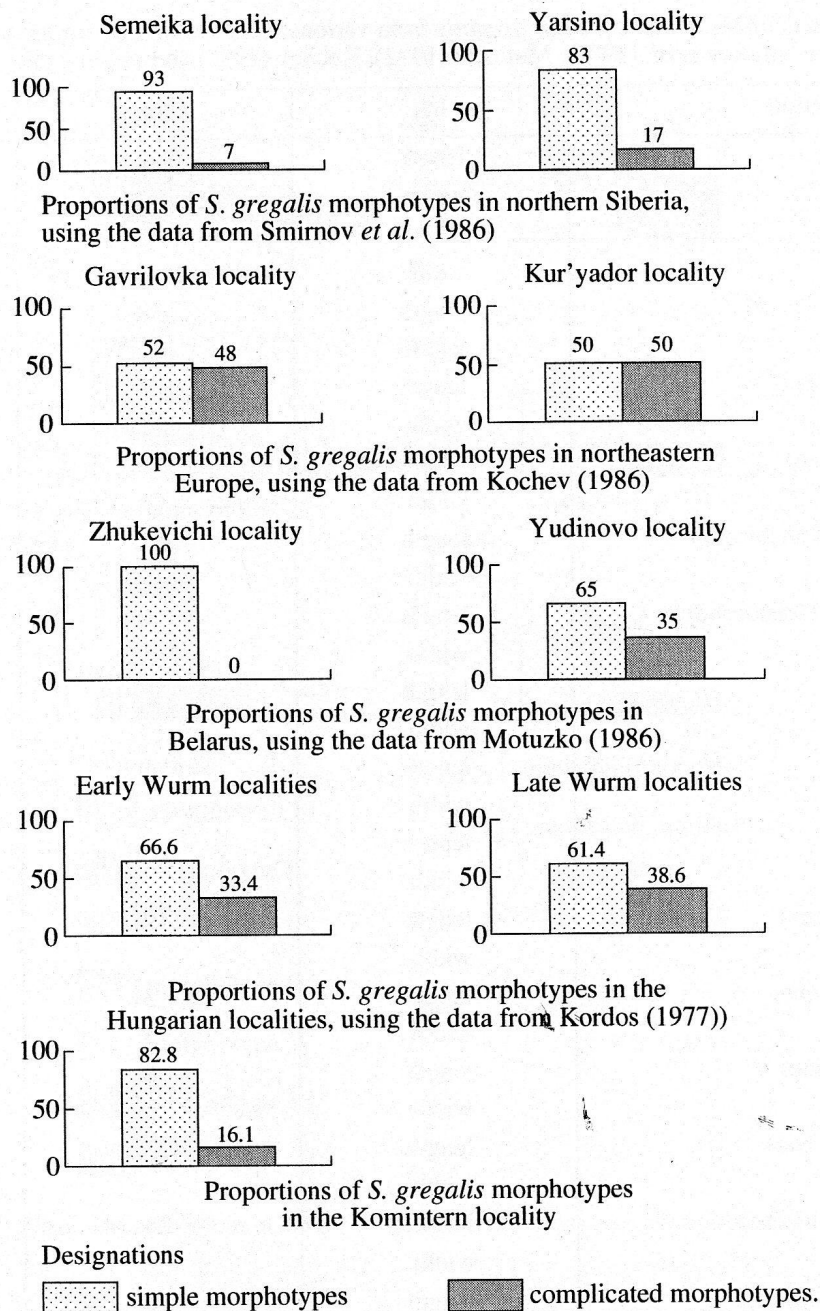 Semeika locality
Yarsino locality
100
50
0
93
7
100
50
0
83
17
Proportions of S. gregalis morphotypes in northern Siberia,
using the data from Smirnov et al. (1986)
Gavrilovka locality
Kur'yador locality
100
50
0
52
48
100
50
0
50
50
Proportions of S. gregalis morphotypes in northeastern
Europe, using the data from Kochev (1986)
Zhukevichi locality
Yudinovo locality
100
50
0
100
0
100
50
0
65
35
Proportions of S. gregalis morphotypes in
Belarus, using the data from Motuzko (1986)
Early Wurm localities
Late Wurm localities
100
50
0
66.6
33.4
100
50
0
61.4
38.6
Proportions of S. gregalis morphotypes in the
Hungarian localities, using the data from Kordos (1977))
100
50
0
82.8
16.1
Proportions of S. gregalis morphotypes
in the Komintern locality
Designations
simple morphotypes
complicated morphotypes.